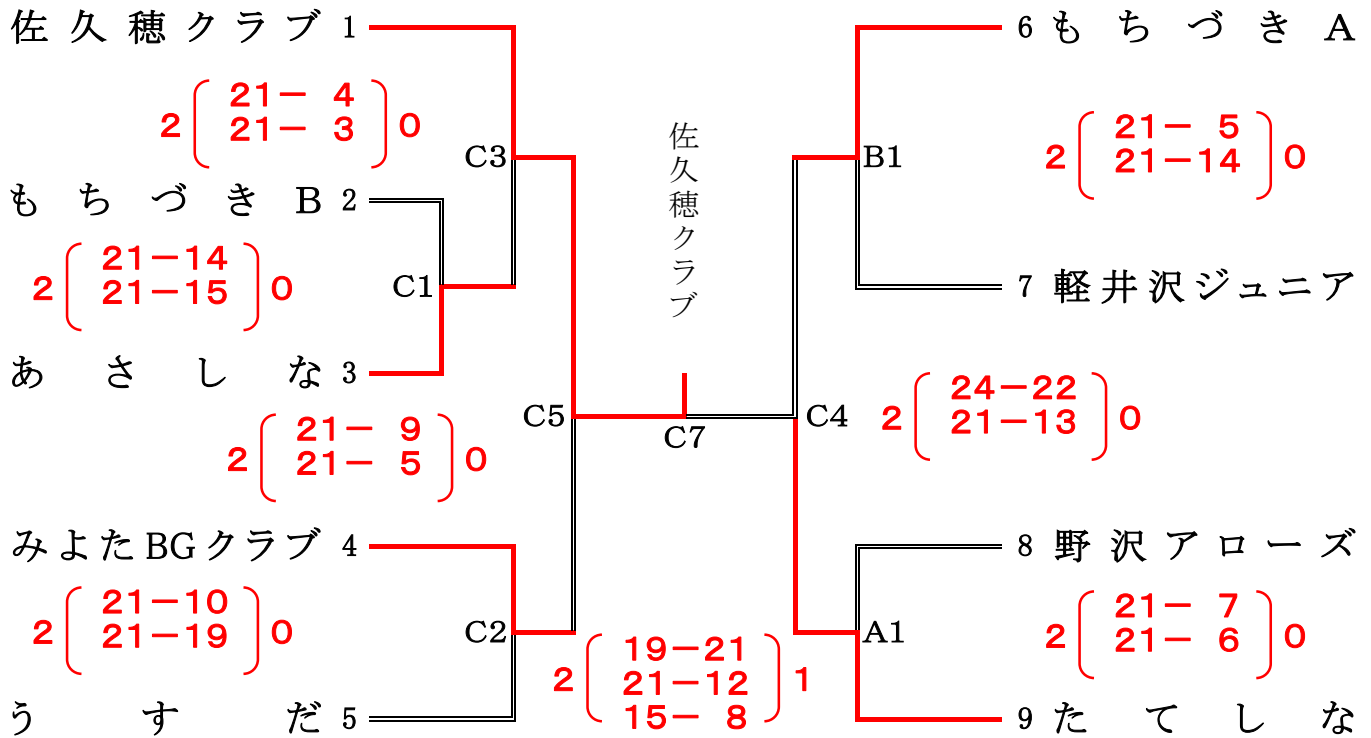 佐久穂クラブ 1
2 21－ 4 0
21－ 3
C3
もちづきB 2
2 21－14 0
21－15
C1
あさしな 3
2 21－ 9 0
21－ 5
C5
みよたBGクラブ 4
2 21－10 0
21－19
C2
うすだ 5
佐久穂クラブ
C7
2 19－21 1
21－12
15－ 8
6 もちづきA
B1
2 21－ 5 0
21－14
7 軽井沢ジュニア
C4
2 24－22 0
21－13
8 野沢アローズ
A1
2 21－ 7 0
21－ 6
9 たてしな